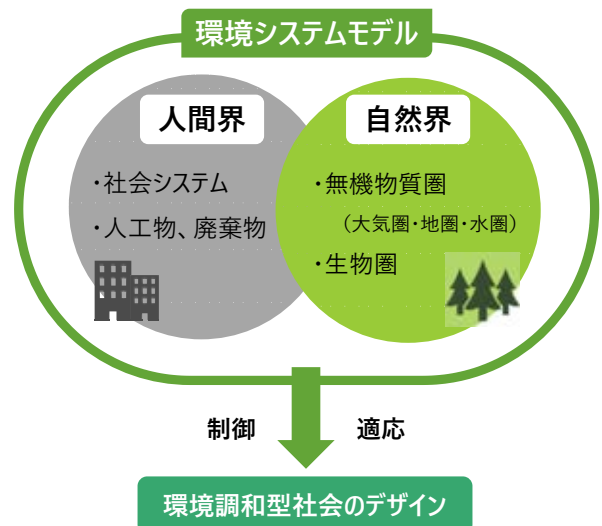 環境システムモデル
人間界
・社会システム
・人工物、廃棄物
自然界
・無機物質圏
（大気圏・地圏・水圏）
・生物圏
制御
適応
環境調和型社会のデザイン